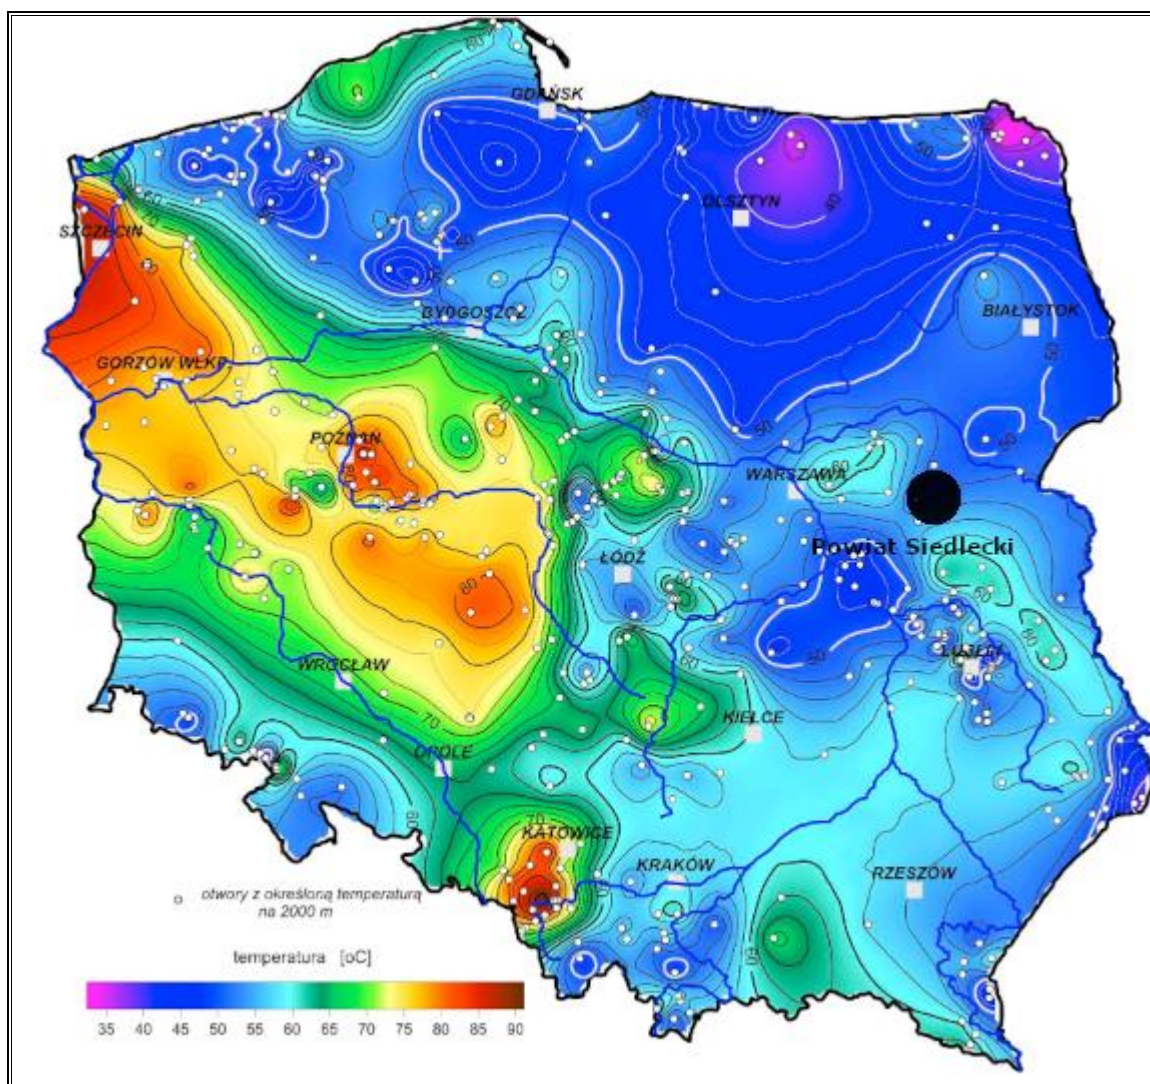 GDAŃSK
OLSZTYN
SZCZECIN
BYDGOSZCZ
BIAŁYSTOK
GORZÓW WLKP.
POZNAŃ
WARSZAWA
Powiat Siedlecki
ŁÓDŹ
WROCŁAW
LUBLIN
KIELCE
OPOLE
KATOWICE
KRAKÓW
RZESZÓW
otwory z określoną temperaturą
na 2000 m
temperatura [oC]
35 40 45 50 55 60 65 70 75 80 85 90